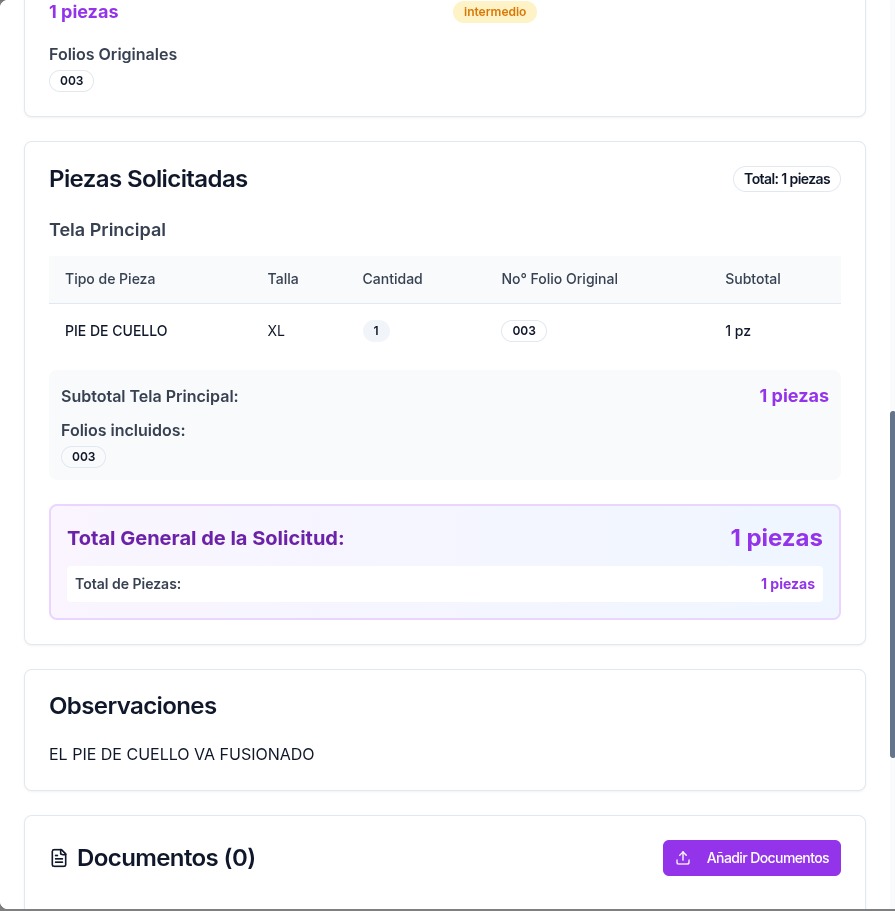 1 piezas intermedio
Folios Originales
003
Piezas Solicitadas Total: 1 piezas
Tela Principal
Tipo de Pieza Talla Cantidad No° Folio Original Subtotal
PIE DE CUELLO XL 1 003 1 pz
Subtotal Tela Principal: 1 piezas
Folios incluidos:
003
Total General de la Solicitud: 1 piezas
Total de Piezas: 1 piezas
Observaciones
EL PIE DE CUELLO VA FUSIONADO
Documentos (0) Añadir Documentos